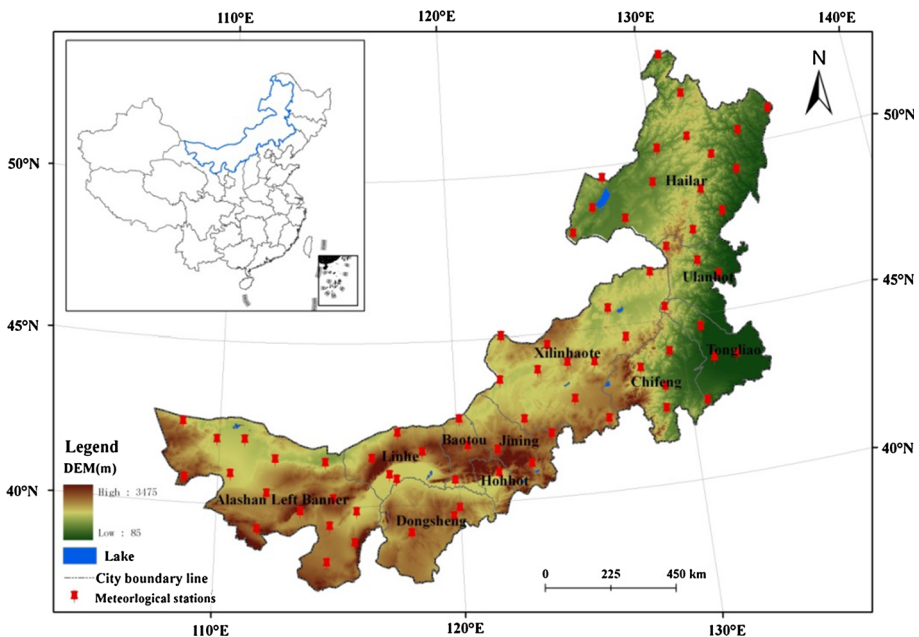 110°E 120°E 130°E 140°E
N
50°N
50°N
Hailar
Ulanhot
45°N
45°N
Xilinhaote
Tongliao
Chifeng
Legend
DEM(m)
High : 3475
Low : 85
Lake
City boundary line
Meteorlogical stations
Baotou
Jining
Linhe
Hohhot
40°N
40°N
Alashan Left Banner
Dongsheng
0 225 450 km
110°E 120°E 130°E